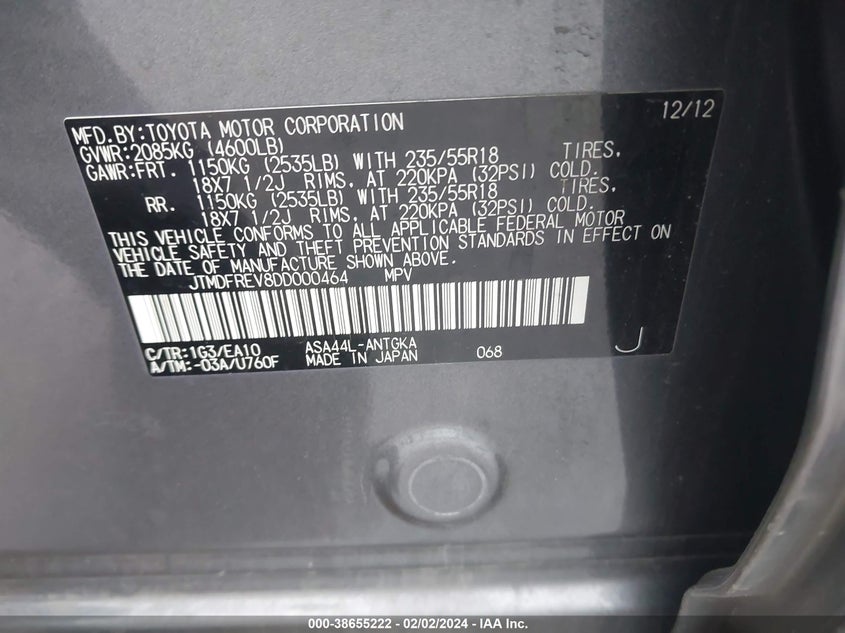 12/12
MFD.BY:TOYOTA MOTOR CORPORATION
GVWR:2085KG (4600LB)
GAWR:FRT. 1150KG (2535LB) WITH 235/55R18 TIRES,
18X7 1/2J RIMS, AT 220KPA (32PSI) COLD.
RR. 1150KG (2535LB) WITH 235/55R18 TIRES,
18X7 1/2J RIMS, AT 220KPA (32PSI) COLD.
THIS VEHICLE CONFORMS TO ALL APPLICABLE FEDERAL MOTOR
VEHICLE SAFETY AND THEFT PREVENTION STANDARDS IN EFFECT ON
THE DATE OF MANUFACTURE SHOWN ABOVE.
JTMDFREV8DD000464 MPV
C/TR:1G3/EA10 ASA44L-ANTGKA
A/TM:-03A/U760F MADE IN JAPAN 068 J
000-38655222 - 02/02/2024 - IAA Inc.